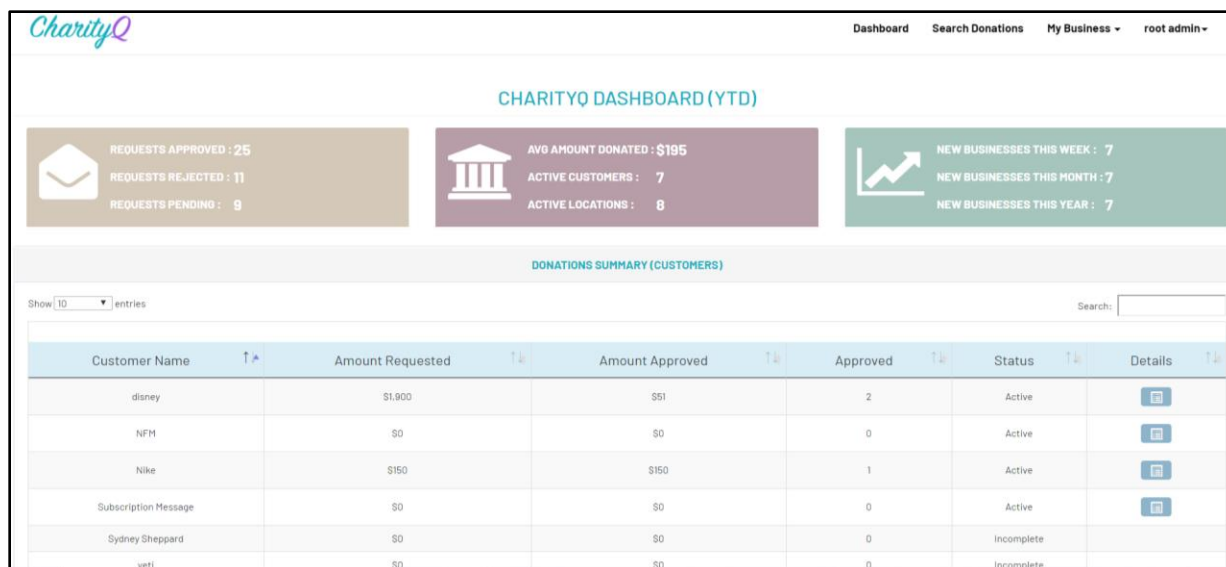 CharityQ
Dashboard Search Donations My Business root admin
CHARITYQ DASHBOARD (YTD)
REQUESTS APPROVED : 25
REQUESTS REJECTED : 11
REQUESTS PENDING : 9
AVG AMOUNT DONATED : $195
ACTIVE CUSTOMERS : 7
ACTIVE LOCATIONS : 8
NEW BUSINESSES THIS WEEK : 7
NEW BUSINESSES THIS MONTH : 7
NEW BUSINESSES THIS YEAR : 7
DONATIONS SUMMARY (CUSTOMERS)
Show 10 entries Search:
Customer Name Amount Requested Amount Approved Approved Status Details
disney $1,900 $51 2 Active
NFM $0 $0 0 Active
Nike $150 $150 1 Active
Subscription Message $0 $0 0 Active
Sydney Sheppard $0 $0 0 Incomplete
yeti $0 $0 0 Incomplete